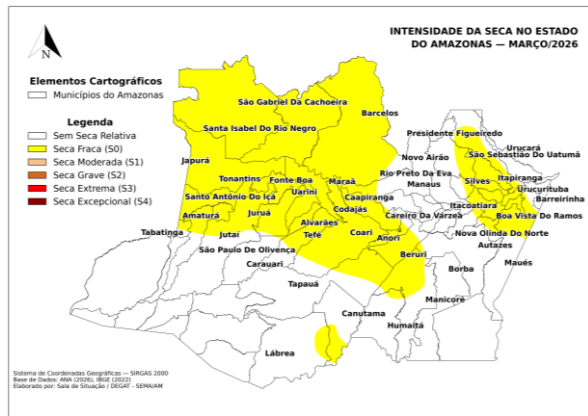 INTENSIDADE DA SECA NO ESTADO
DO AMAZONAS — MARÇO/2026
N
Elementos Cartográficos
Municípios do Amazonas
Legenda
Sem Seca Relativa
Seca Fraca (S0)
Seca Moderada (S1)
Seca Grave (S2)
Seca Extrema (S3)
Seca Excepcional (S4)
São Gabriel Da Cachoeira
Barcelos
Santa Isabel Do Rio Negro
Presidente Figueiredo
Urucará
São Sebastião Do Uatumã
Japurá
Novo Airão
Rio Preto Da Eva
Itapiranga
Tonantins
Fonte Boa
Maraã
Manaus
Silves
Urucurituba
Uarini
Barreirinha
Santo Antônio Do Içá
Caapiranga
Itacoatiara
Amaturá
Juruá
Codajás
Careiro Da Várzea
Boa Vista Do Ramos
Alvarães
Tabatinga
Jutaí
Tefé
Coari
Anori
Nova Olinda Do Norte
Autazes
São Paulo De Olivença
Beruri
Maués
Carauari
Borba
Tapauá
Manicoré
Canutama
Humaitá
Lábrea
Sistema de Coordenadas Geográficas — SIRGAS 2000
Base de Dados: ANA (2026), IBGE (2022)
Elaborado por: Sala de Situação / DEGAT - SEMA/AM